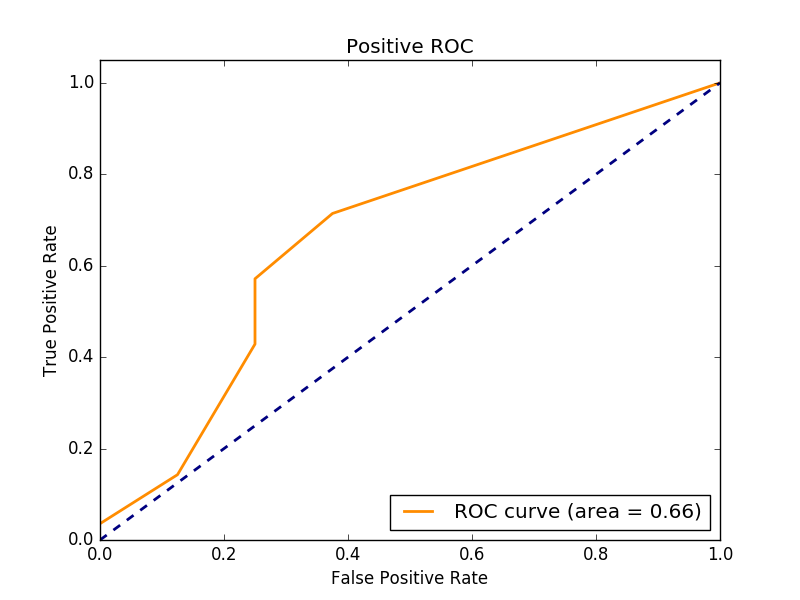 Positive ROC
True Positive Rate
1.0
0.8
0.6
0.4
0.2
0.0
ROC curve (area = 0.66)
0.0 0.2 0.4 0.6 0.8 1.0
False Positive Rate